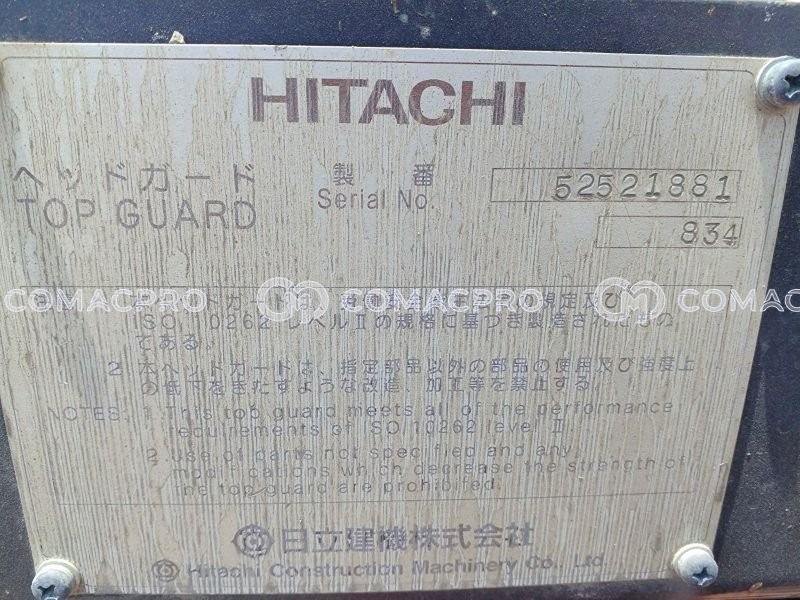 HITACHI
ヘッドガード 製番 52521881
TOP GUARD Serial No. 834
COMACPRO COMACPRO COMACPRO
ISO 10262 レベルⅡの規格に基づき製造されたもの
である。
2 本ヘッドガードは、指定部品以外の部品の使用及び強度上
の低下をきたすような改造、加工等を禁止する。
NOTES: 1 This top guard meets all of the performance
requirements of ISO 10262 level Ⅱ.
2 Use of parts not specified and any
modifications which decrease the strength of
the top guard are prohibited.
日立建機株式会社
Hitachi Construction Machinery Co., Ltd.